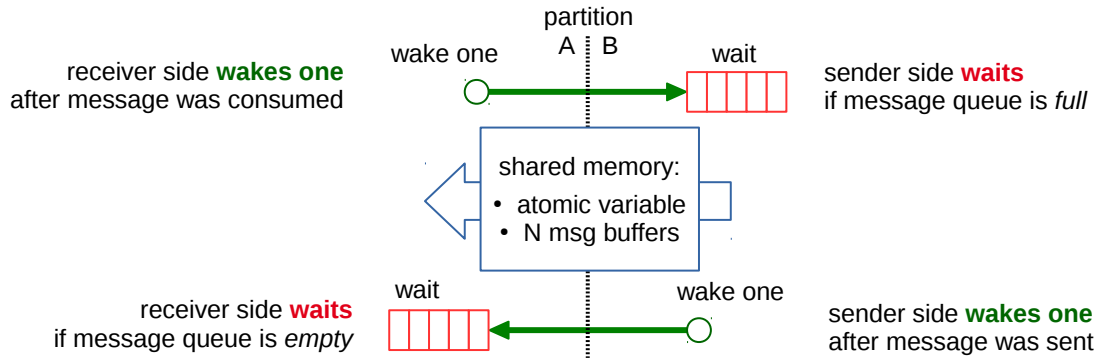 partition
A B
wake one
wait
receiver side wakes one
after message was consumed
sender side waits
if message queue is full
shared memory:
• atomic variable
• N msg buffers
wait
wake one
receiver side waits
if message queue is empty
sender side wakes one
after message was sent